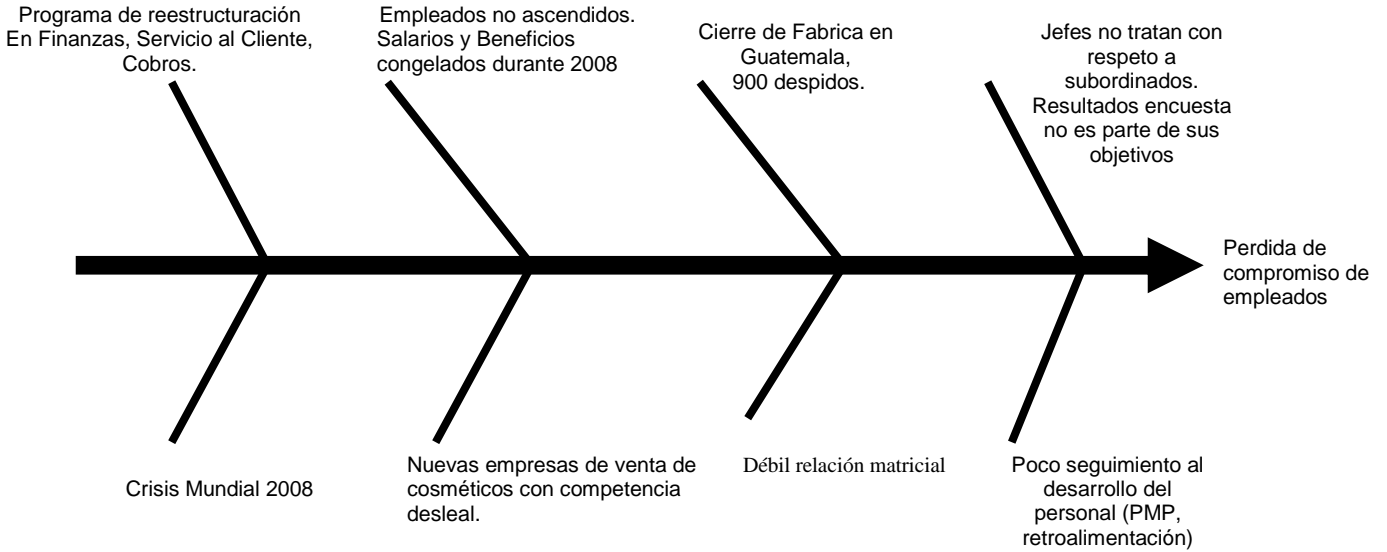 Programa de reestructuración
En Finanzas, Servicio al Cliente,
Cobros.
Empleados no ascendidos.
Salarios y Beneficios
congelados durante 2008
Cierre de Fabrica en
Guatemala,
900 despidos.
Jefes no tratan con
respeto a
subordinados.
Resultados encuesta
no es parte de sus
objetivos
Perdida de
compromiso de
empleados
Crisis Mundial 2008
Nuevas empresas de venta de
cosméticos con competencia
desleal.
Débil relación matricial
Poco seguimiento al
desarrollo del
personal (PMP,
retroalimentación)